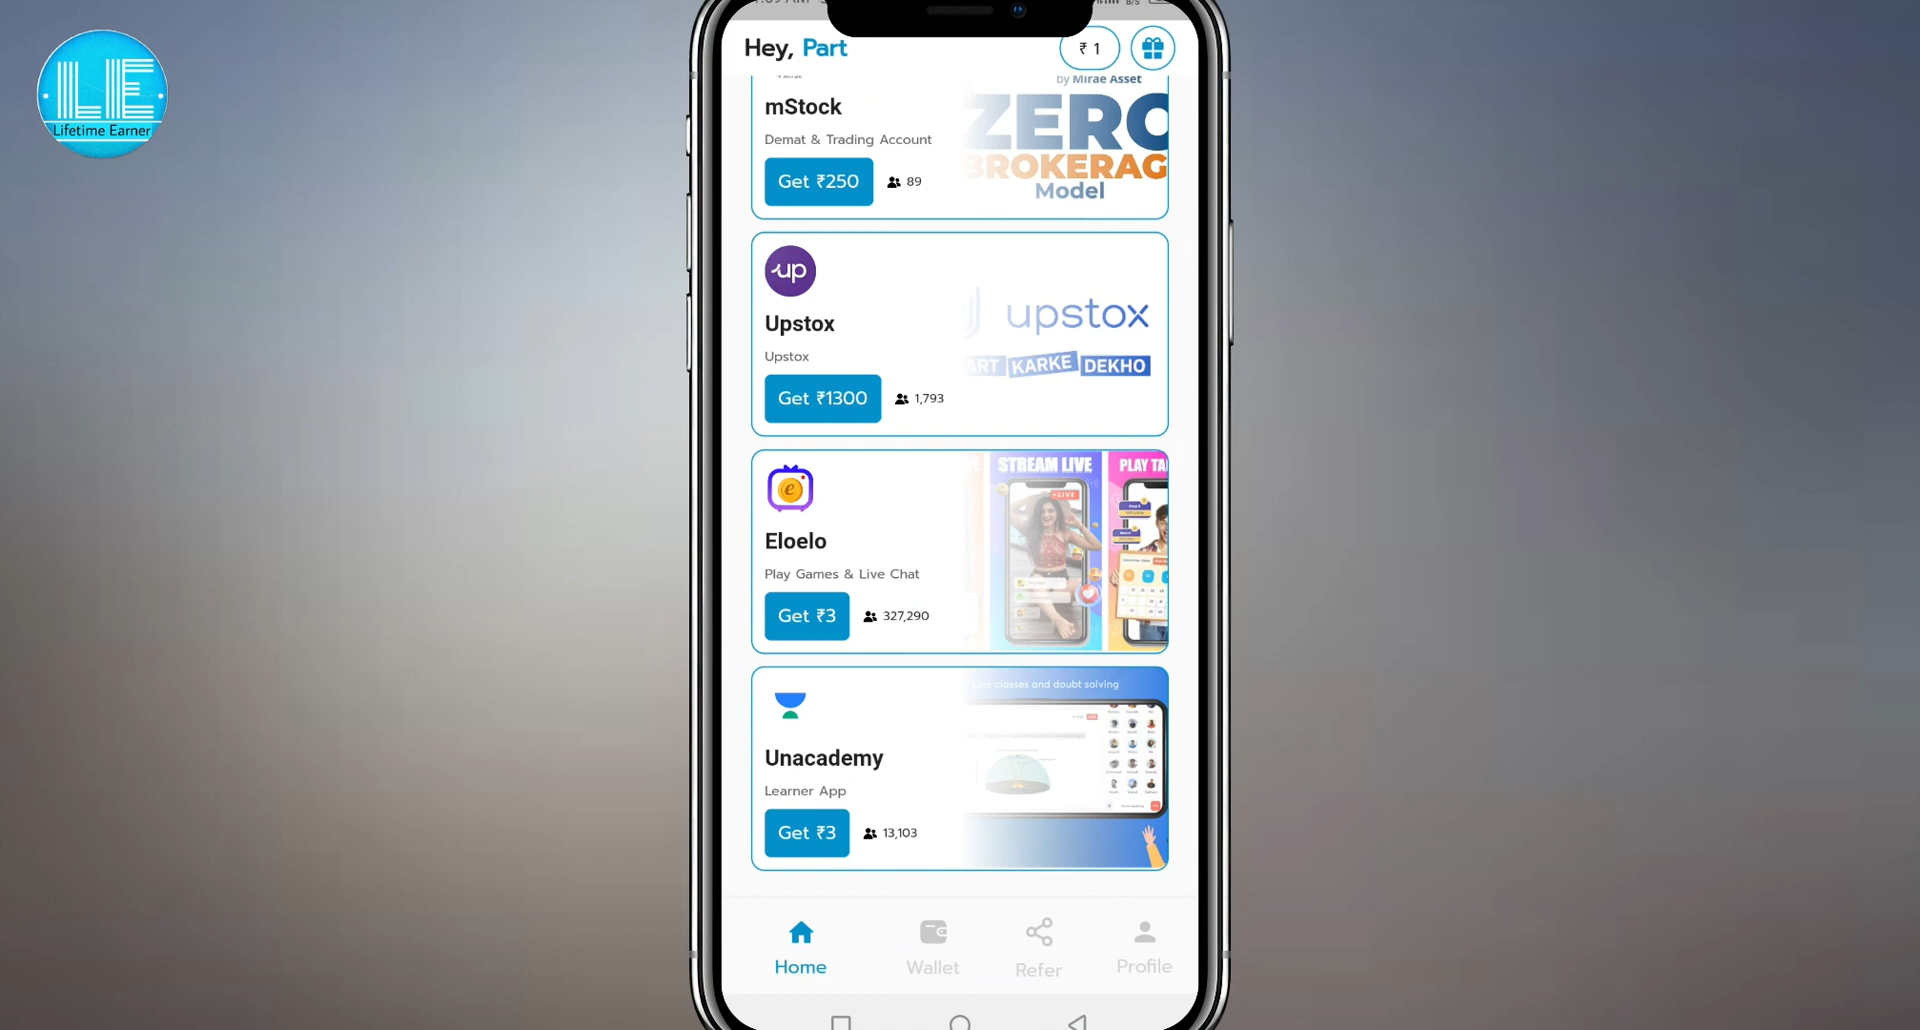 LE
Lifetime Earner
Hey, Part
₹ 1
by Mirae Asset
mStock
Demat & Trading Account
Get ₹250
89
ZERO
BROKERAG
Model
up
Upstox
Upstox
Get ₹1300
1,793
upstox
ART KARKE DEKHO
e
Eloelo
Play Games & Live Chat
Get ₹3
327,290
STREAM LIVE
LIVE
PLAY TA
Unacademy
Learner App
Get ₹3
13,103
classes and doubt solving
Home
Wallet
Refer
Profile